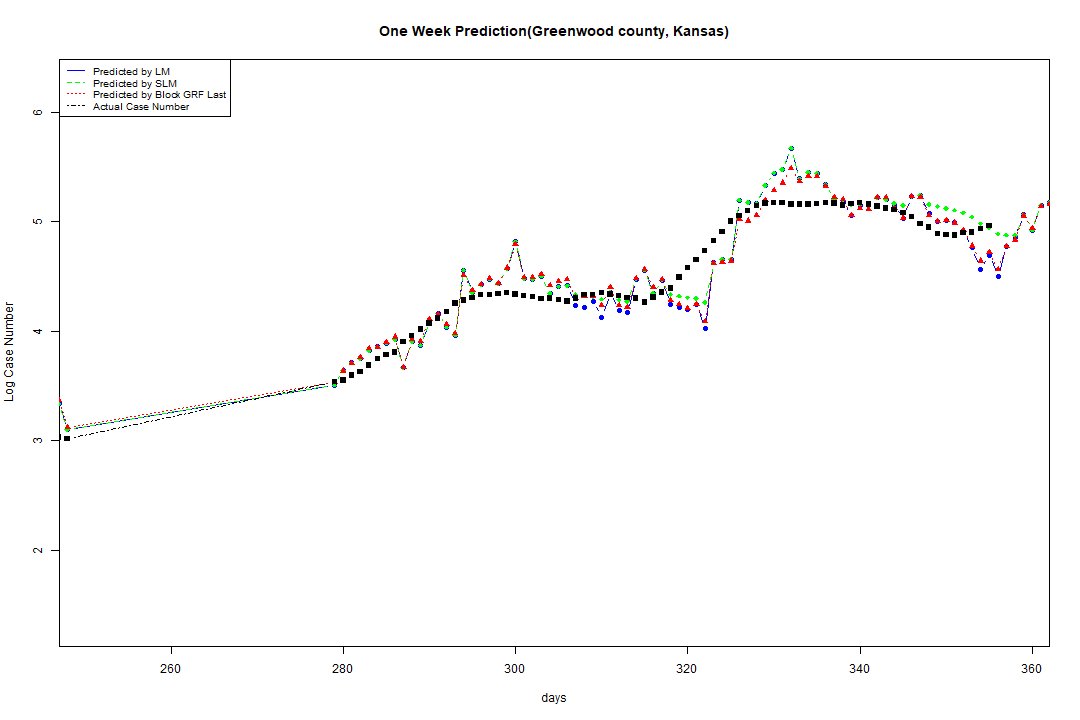 One Week Prediction(Greenwood county, Kansas)
Predicted by LM
Predicted by SLM
Predicted by Block GRF Last
Actual Case Number
Log Case Number
6
5
4
3
2
260
280
300
320
340
360
days